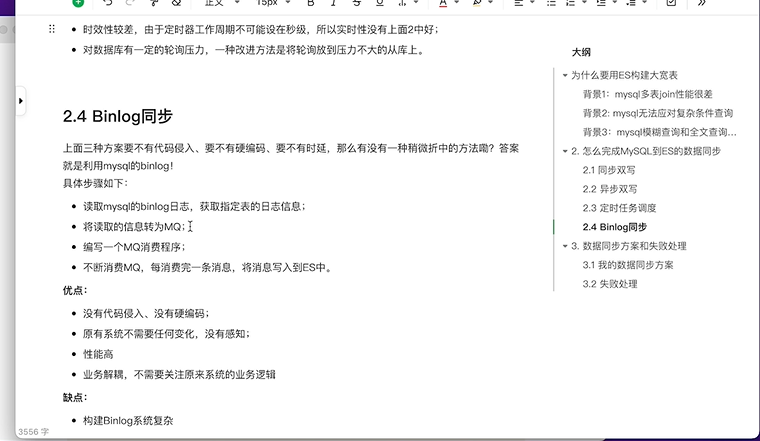 正文
15px
B
I
S
U
A
时效性较差，由于定时器工作周期不可能设在秒级，所以实时性没有上面2中好；
对数据库有一定的轮询压力，一种改进方法是将轮询放到压力不大的从库上。
2.4 Binlog同步
上面三种方案要不有代码侵入、要不有硬编码、要不有时延，那么有没有一种稍微折中的方法嘞？答案
就是利用mysql的binlog！
具体步骤如下：
读取mysql的binlog日志，获取指定表的日志信息；
将读取的信息转为MQ；
编写一个MQ消费程序；
不断消费MQ，每消费完一条消息，将消息写入到ES中。
优点：
没有代码侵入、没有硬编码；
原有系统不需要任何变化，没有感知；
性能高
业务解耦，不需要关注原来系统的业务逻辑
缺点：
构建Binlog系统复杂
3556 字
大纲
为什么要用ES构建大宽表
背景1：mysql多表join性能很差
背景2: mysql无法应对复杂条件查询
背景3：mysql模糊查询和全文查询...
2. 怎么完成MySQL到ES的数据同步
2.1 同步双写
2.2 异步双写
2.3 定时任务调度
2.4 Binlog同步
3. 数据同步方案和失败处理
3.1 我的数据同步方案
3.2 失败处理